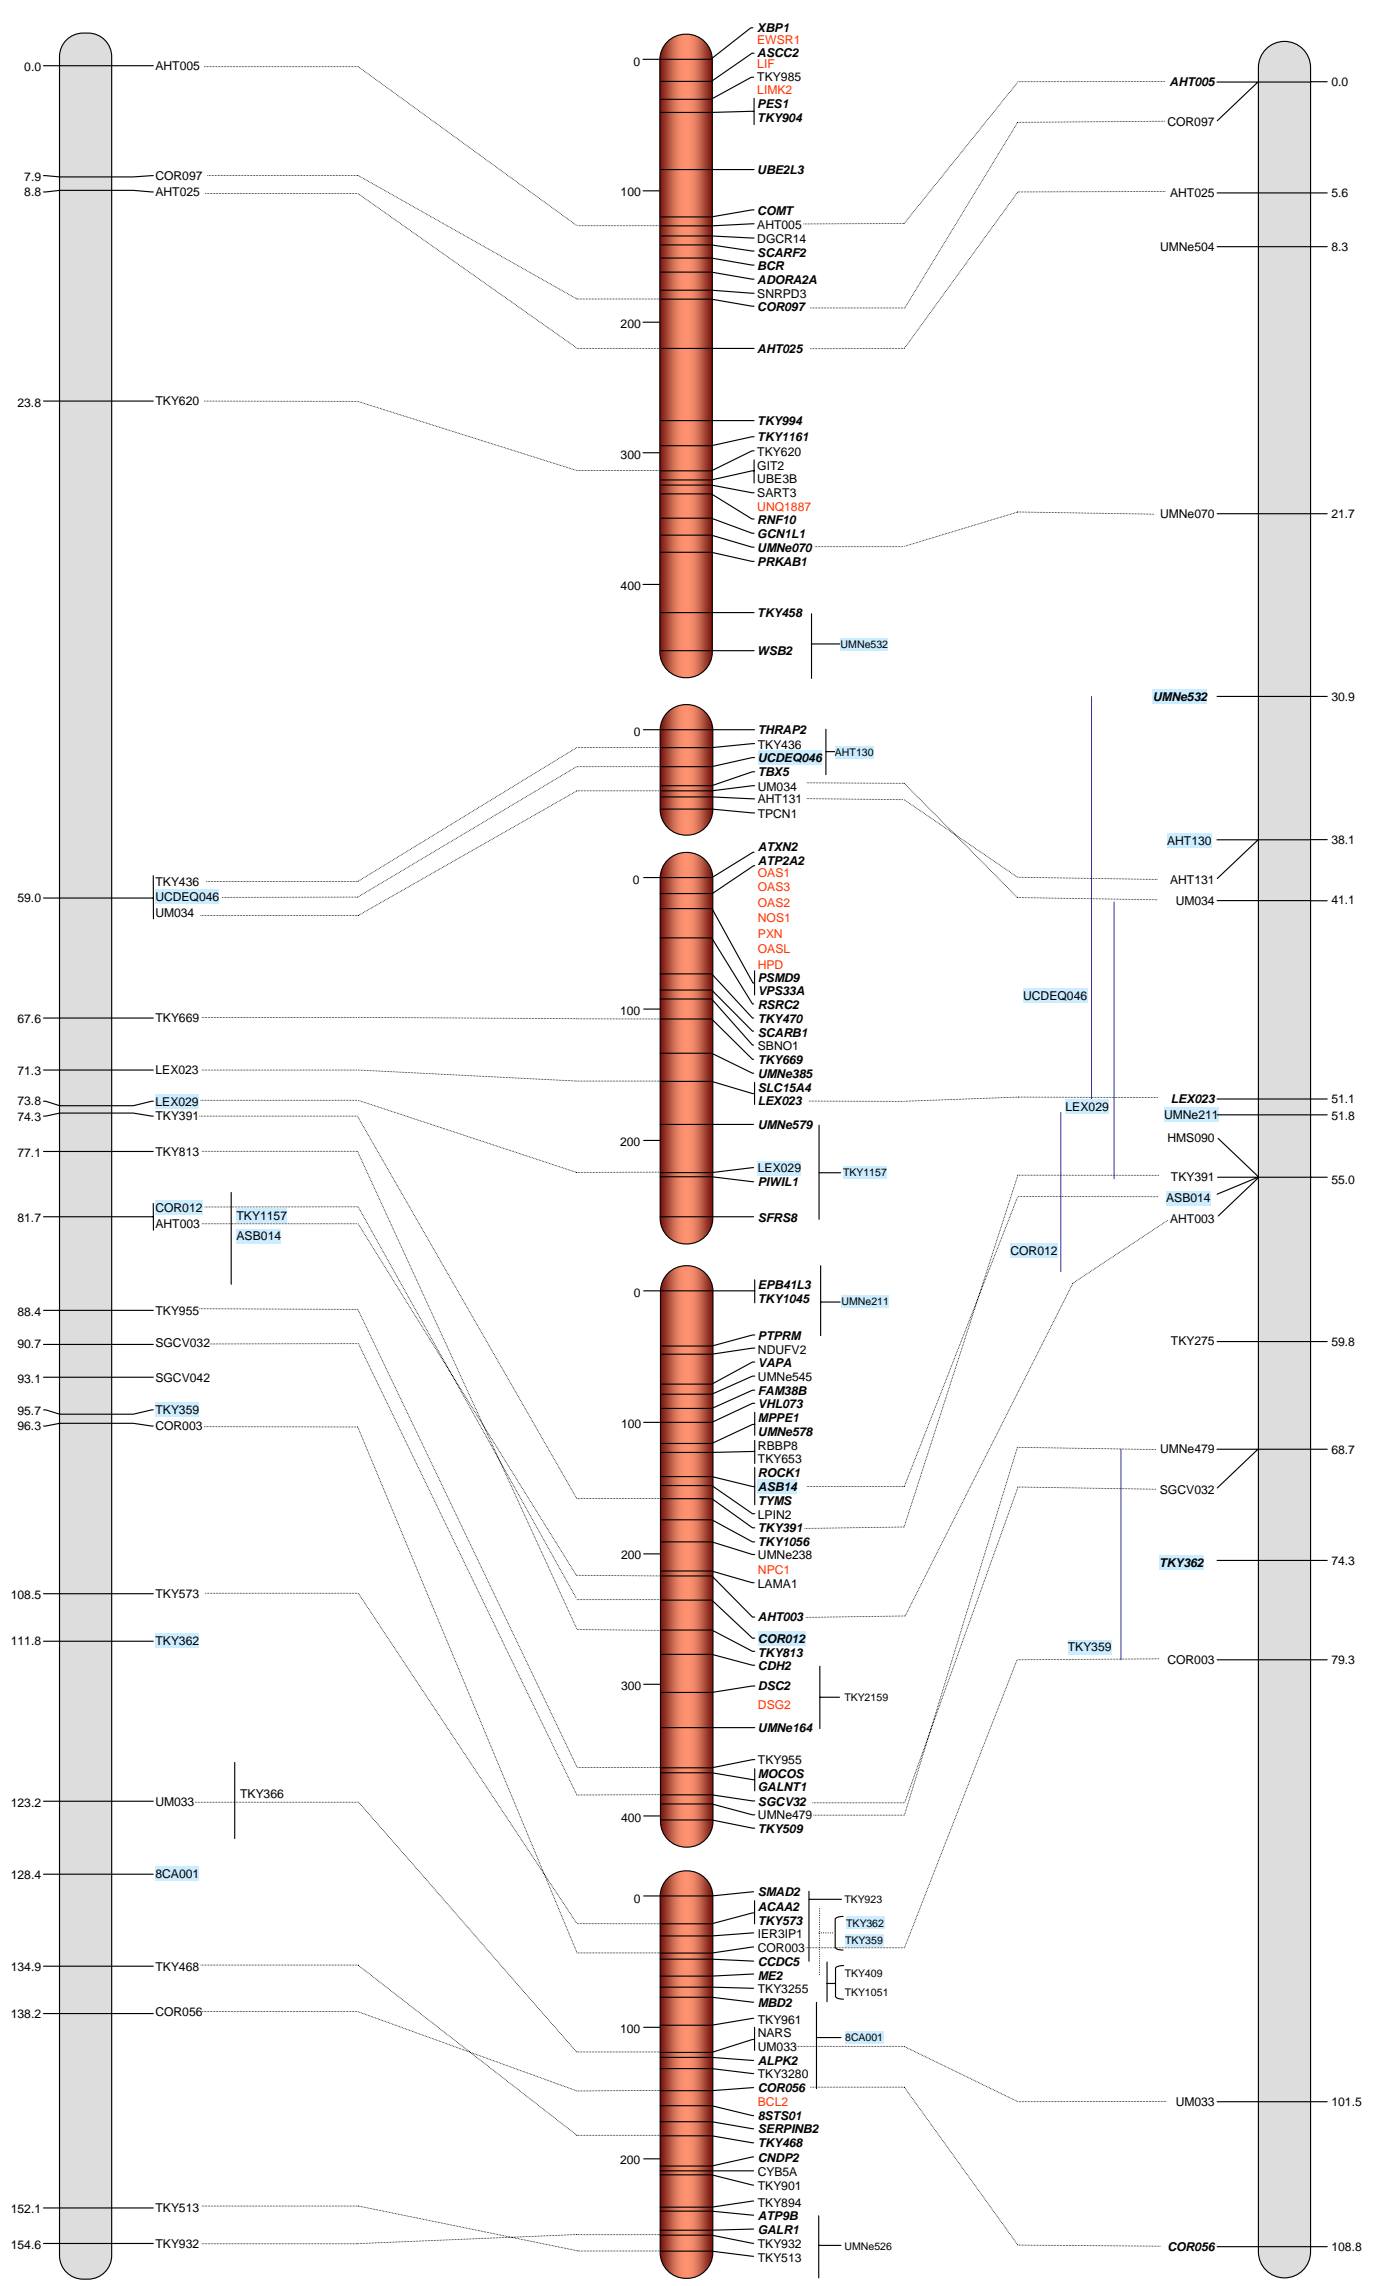 0.0
AHT005
7.9
COR097
8.8
AHT025
23.8
TKY620
TKY436
59.0
UCDEQ046
UM034
67.6
TKY669
71.3
LEX023
73.8
LEX029
74.3
TKY391
77.1
TKY813
COR012
81.7
AHT003
TKY1157
ASB014
88.4
TKY955
90.7
SGCV032
93.1
SGCV042
95.7
TKY359
96.3
COR003
108.5
TKY573
111.8
TKY362
TKY366
123.2
UM033
128.4
8CA001
134.9
TKY468
138.2
COR056
152.1
TKY513
154.6
TKY932
0
100
200
300
400
XBP1
EWSR1
ASCC2
LIF
TKY985
LIMK2
PES1
TKY904
UBE2L3
COMT
AHT005
DGCR14
SCARF2
BCR
ADORA2A
SNRPD3
COR097
AHT025
TKY994
TKY1161
TKY620
GIT2
UBE3B
SART3
UNQ1887
RNF10
GCN1L1
UMNe070
PRKAB1
TKY458
UMNe532
WSB2
0
THRAP2
TKY436
AHT130
UCDEQ046
TBX5
UM034
AHT131
TPCN1
0
100
200
ATXN2
ATP2A2
OAS1
OAS3
OAS2
NOS1
PXN
OASL
HPD
PSMD9
VPS33A
RSRC2
TKY470
SCARB1
SBNO1
TKY669
UMNe385
SLC15A4
LEX023
UMNe579
LEX029
TKY1157
PIWIL1
SFRS8
0
100
200
300
400
EPB41L3
TKY1045
UMNe211
PTPRM
NDUFV2
VAPA
UMNe545
FAM38B
VHL073
MPPE1
UMNe578
RBBP8
TKY653
ROCK1
ASB14
TYMS
LPIN2
TKY391
TKY1056
UMNe238
NPC1
LAMA1
AHT003
COR012
TKY813
CDH2
DSC2
TKY2159
DSG2
UMNe164
TKY955
MOCOS
GALNT1
SGCV32
UMNe479
TKY509
0
100
200
SMAD2
TKY923
ACAA2
TKY573
TKY362
IER3IP1
TKY359
COR003
CCDC5
ME2
TKY409
TKY3255
TKY1051
MBD2
TKY961
NARS
8CA001
UM033
ALPK2
TKY3280
COR056
BCL2
8STS01
SERPINB2
TKY468
CNDP2
CYB5A
TKY901
TKY894
ATP9B
GALR1
TKY932
UMNe526
TKY513
AHT005
0.0
COR097
AHT025
5.6
UMNe504
8.3
UMNe070
21.7
UMNe532
30.9
AHT130
38.1
AHT131
UM034
41.1
UCDEQ046
LEX023
51.1
LEX029
UMNe211
51.8
HMS090
TKY391
55.0
ASB014
AHT003
COR012
TKY275
59.8
UMNe479
68.7
SGCV032
TKY362
74.3
TKY359
COR003
79.3
UM033
101.5
COR056
108.8